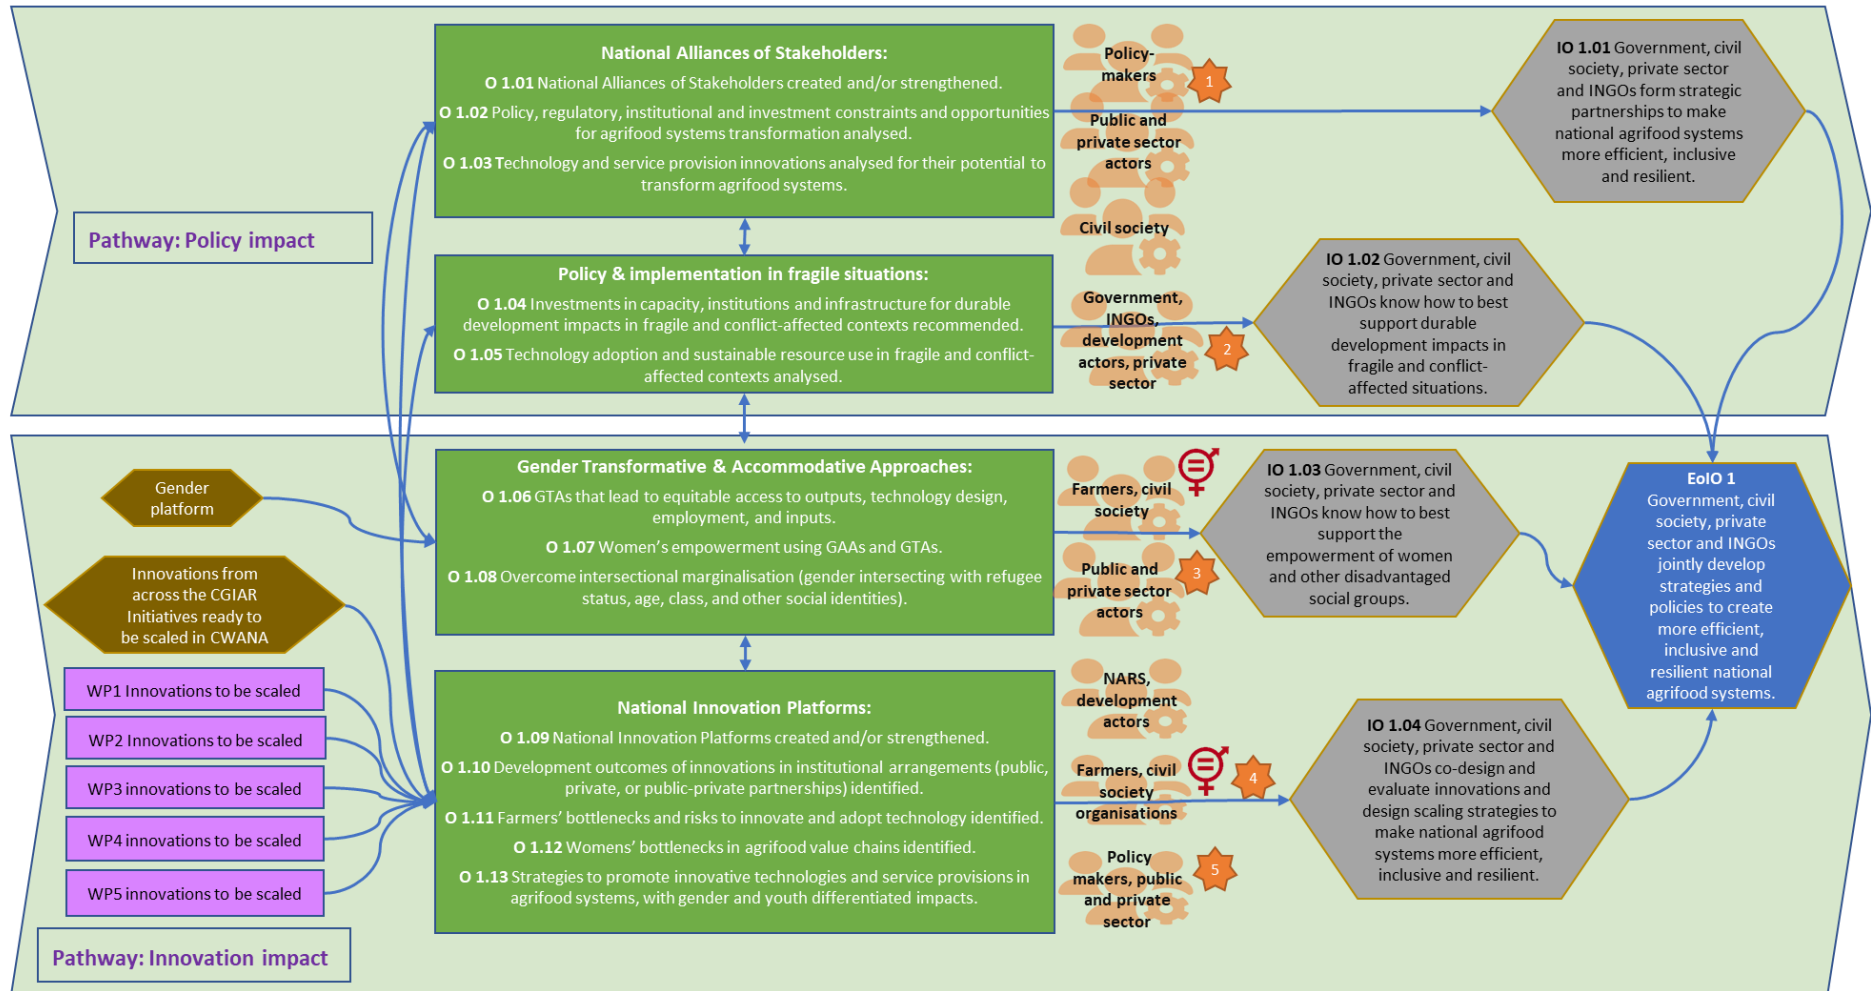 National Alliances of Stakeholders:
O 1.01 National Alliances of Stakeholders created and/or strengthened.
O 1.02 Policy, regulatory, institutional and investment constraints and opportunities
for agrifood systems transformation analysed.
O 1.03 Technology and service provision innovations analysed for their potential to
transform agrifood systems.
Policy-
makers
1
Public and
private sector
actors
Civil society
IO 1.01 Government, civil
society, private sector
and INGOs form strategic
partnerships to make
national agrifood systems
more efficient, inclusive
and resilient.
Pathway: Policy impact
Policy & implementation in fragile situations:
O 1.04 Investments in capacity, institutions and infrastructure for durable
development impacts in fragile and conflict-affected contexts recommended.
O 1.05 Technology adoption and sustainable resource use in fragile and conflict-
affected contexts analysed.
Government,
INGOs,
development
actors, private
sector
2
IO 1.02 Government, civil
society, private sector and
INGOs know how to best
support durable
development impacts in
fragile and conflict-
affected situations.
Gender
platform
Innovations from
across the CGIAR
Initiatives ready to
be scaled in CWANA
WP1 Innovations to be scaled
WP2 Innovations to be scaled
WP3 innovations to be scaled
WP4 innovations to be scaled
WP5 innovations to be scaled
Pathway: Innovation impact
Gender Transformative & Accommodative Approaches:
O 1.06 GTAs that lead to equitable access to outputs, technology design,
employment, and inputs.
O 1.07 Women’s empowerment using GAAs and GTAs.
O 1.08 Overcome intersectional marginalisation (gender intersecting with refugee
status, age, class, and other social identities).
Farmers, civil
society
Public and
private sector
actors
3
IO 1.03 Government, civil
society, private sector and
INGOs know how to best
support the
empowerment of women
and other disadvantaged
social groups.
National Innovation Platforms:
O 1.09 National Innovation Platforms created and/or strengthened.
O 1.10 Development outcomes of innovations in institutional arrangements (public,
private, or public-private partnerships) identified.
O 1.11 Farmers’ bottlenecks and risks to innovate and adopt technology identified.
O 1.12 Womens’ bottlenecks in agrifood value chains identified.
O 1.13 Strategies to promote innovative technologies and service provisions in
agrifood systems, with gender and youth differentiated impacts.
NARS,
development
actors
Farmers, civil
society
organisations
4
Policy
makers, public
and private
sector
5
IO 1.04 Government, civil
society, private sector and
INGOs co-design and
evaluate innovations and
design scaling strategies to
make national agrifood
systems more efficient,
inclusive and resilient.
EoIO 1
Government, civil
society, private
sector and INGOs
jointly develop
strategies and
policies to create
more efficient,
inclusive and
resilient national
agrifood systems.